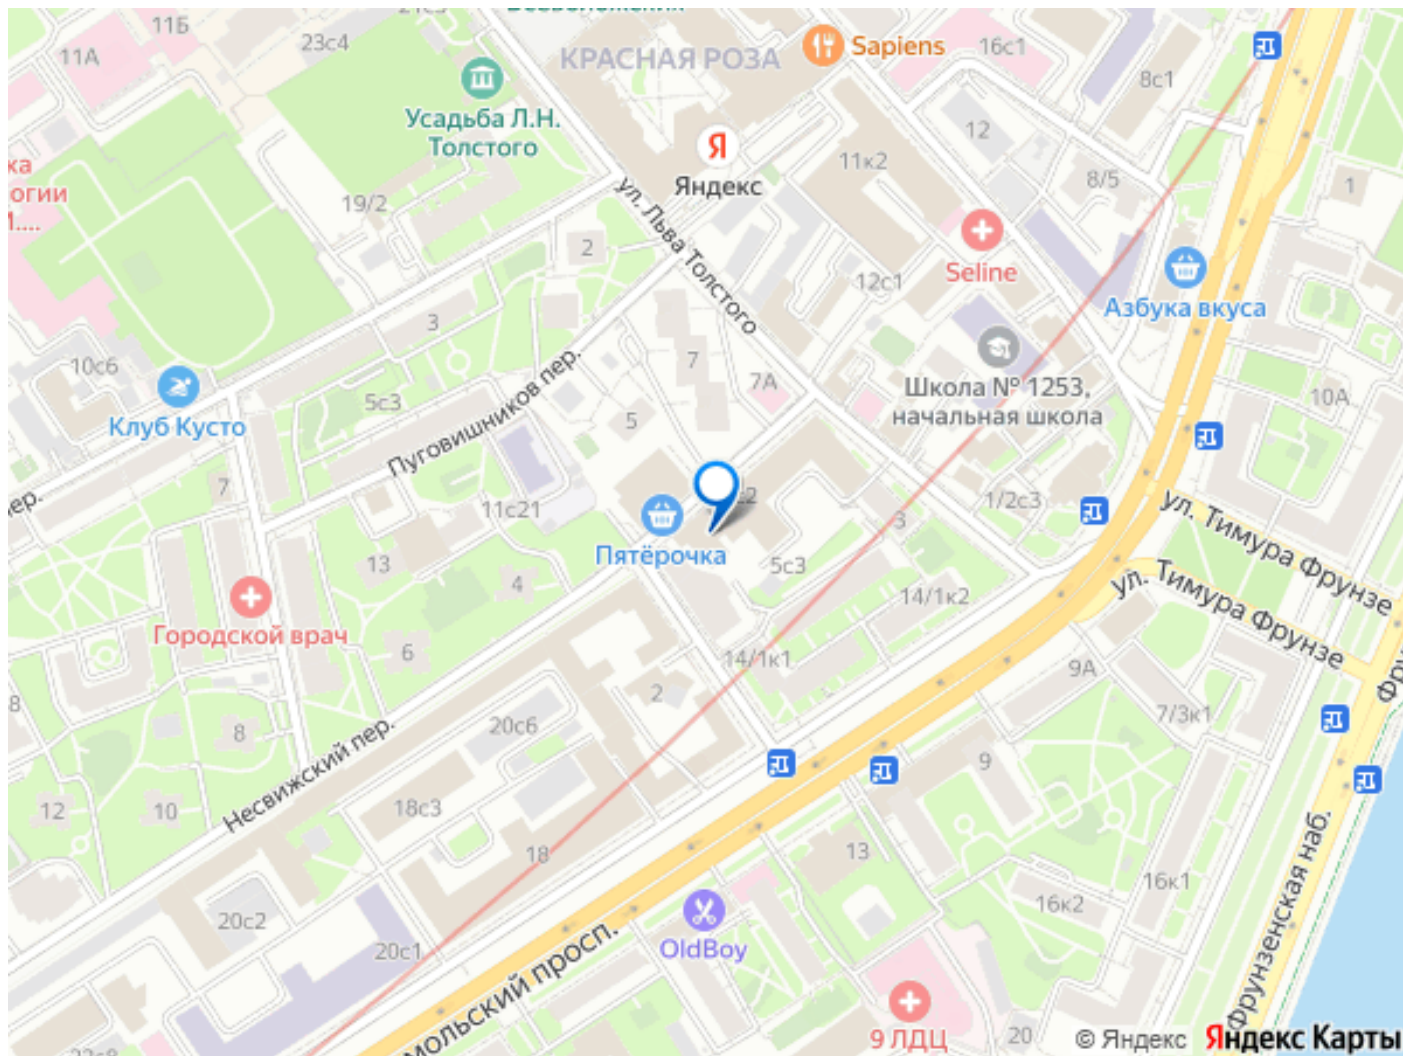 11Б
23с4
11А
КРАСНАЯ РОЗА
Sapiens
16с1
8с1
Усадьба Л.Н.
Толстого
12
Яндекс
11к2
8/5
1
огии
19/2
ул. Льва Толстого
2
Seline
12с1
Азбука вкуса
3
7
7А
10с6
Школа № 1253,
начальная школа
10А
5с3
Клуб Кусто
Пуговишников пер.
5
пер.
7
11с21
1/2с3
3
ул. Тимура Фрунзе
Пятёрочка
13
4
5с3
14/1к2
ул. Тимура Фрунзе
Городской врач
6
14/1к1
9А
2
7/3к1
8
20с6
9
Несвижский пер.
12
10
18с3
18
13
16к1
16к2
20с2
20с1
OldBoy
мольский просп.
Фрунзенская наб.
9 ЛДЦ
20
© Яндекс Яндекс Карты